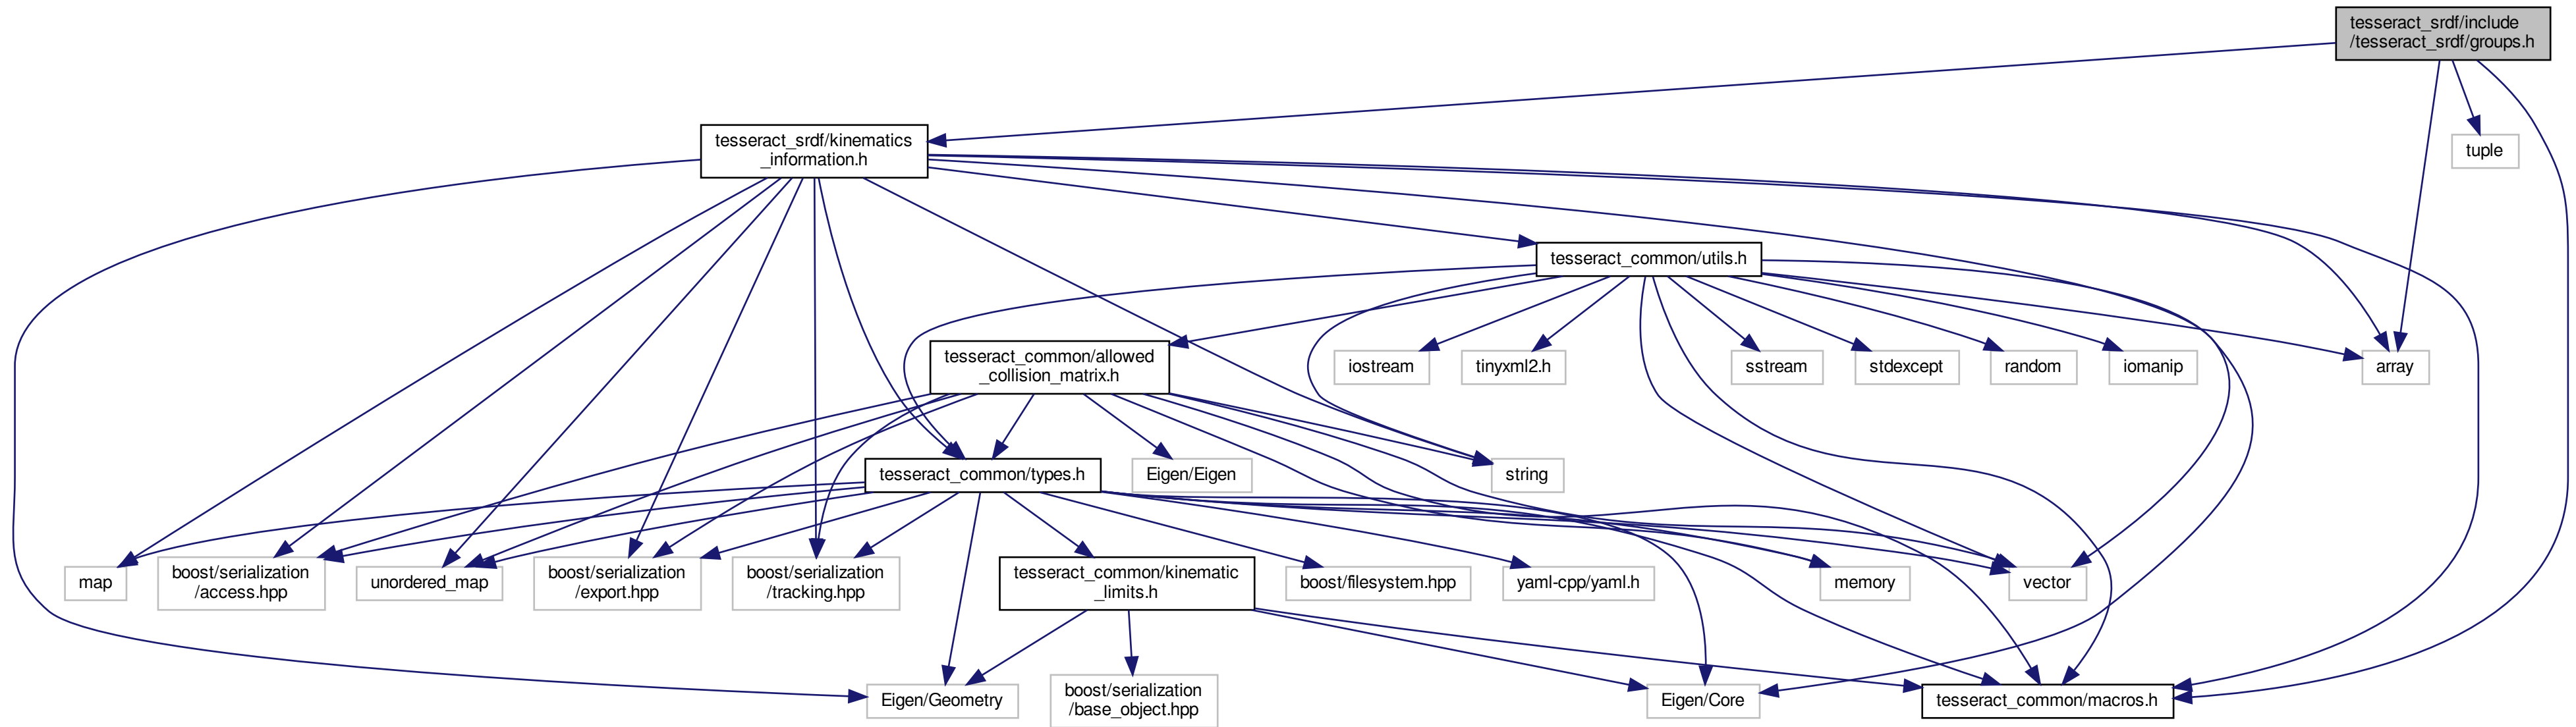 tesseract_srdf/include
/tesseract_srdf/groups.h
tesseract_srdf/kinematics
_information.h
tuple
tesseract_common/utils.h
tesseract_common/allowed
_collision_matrix.h
iostream
tinyxml2.h
sstream
stdexcept
random
iomanip
array
tesseract_common/types.h
Eigen/Eigen
string
map
boost/serialization
/access.hpp
unordered_map
boost/serialization
/export.hpp
boost/serialization
/tracking.hpp
tesseract_common/kinematic
_limits.h
boost/filesystem.hpp
yaml-cpp/yaml.h
memory
vector
Eigen/Geometry
boost/serialization
/base_object.hpp
Eigen/Core
tesseract_common/macros.h